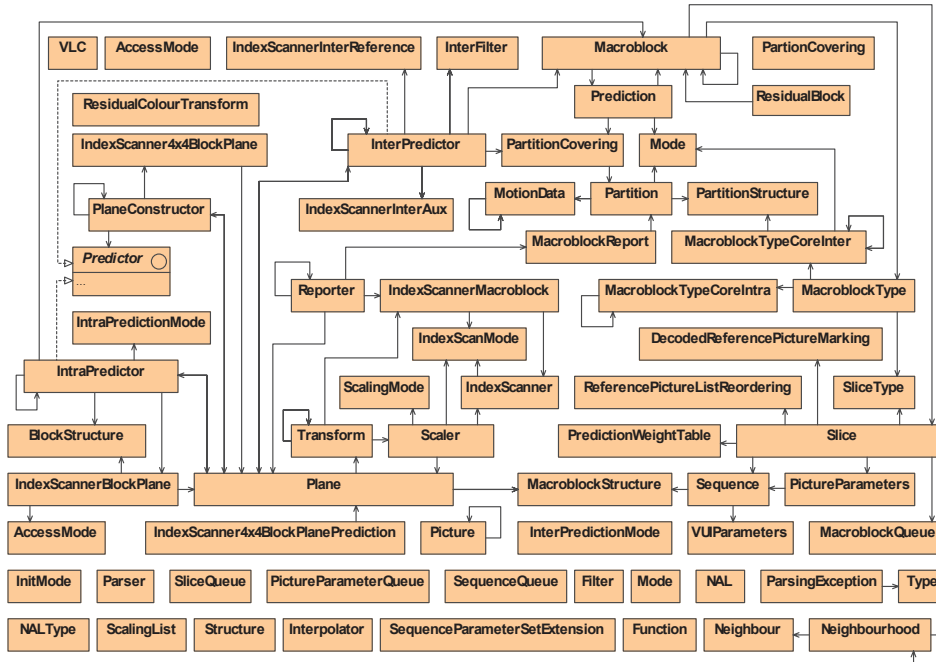 VLC
AccessMode
IndexScannerInterReference
InterFilter
Macroblock
PartionCovering
ResidualColourTransform
Prediction
ResidualBlock
IndexScanner4x4BlockPlane
InterPredictor
PartitionCovering
Mode
PlaneConstructor
IndexScannerInterAux
MotionData
Partition
PartitionStructure
Predictor
...
MacroblockReport
MacroblockTypeCoreInter
Reporter
IndexScannerMacroblock
MacroblockTypeCoreIntra
MacroblockType
IntraPredictionMode
IndexScanMode
DecodedReferencePictureMarking
IntraPredictor
ScalingMode
IndexScanner
ReferencePictureListReordering
SliceType
BlockStructure
Transform
Scaler
PredictionWeightTable
Slice
IndexScannerBlockPlane
Plane
MacroblockStructure
Sequence
PictureParameters
AccessMode
IndexScanner4x4BlockPlanePrediction
Picture
InterPredictionMode
VUIParameters
MacroblockQueue
InitMode
Parser
SliceQueue
PictureParameterQueue
SequenceQueue
Filter
Mode
NAL
ParsingException
Type
NALType
ScalingList
Structure
Interpolator
SequenceParameterSetExtension
Function
Neighbour
Neighbourhood